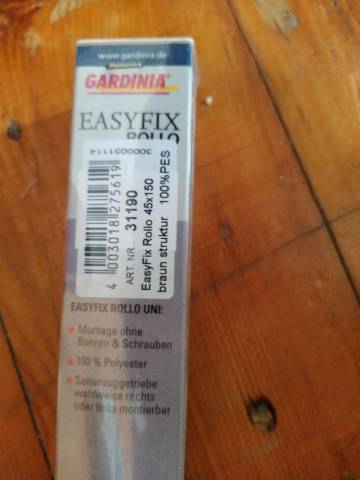 www.gardinia.de
GARDINIA®
EASYFIX
ROLLO
3000031114
4 003018 275619
ART. NR. 31190
EasyFix Rollo 45x150
braun struktur 100%PES
EASYFIX ROLLO UNI:
Montage ohne
Bohren & Schrauben
100 % Polyester
Seitenzuggetriebe
wahlweise rechts
oder links montierbar